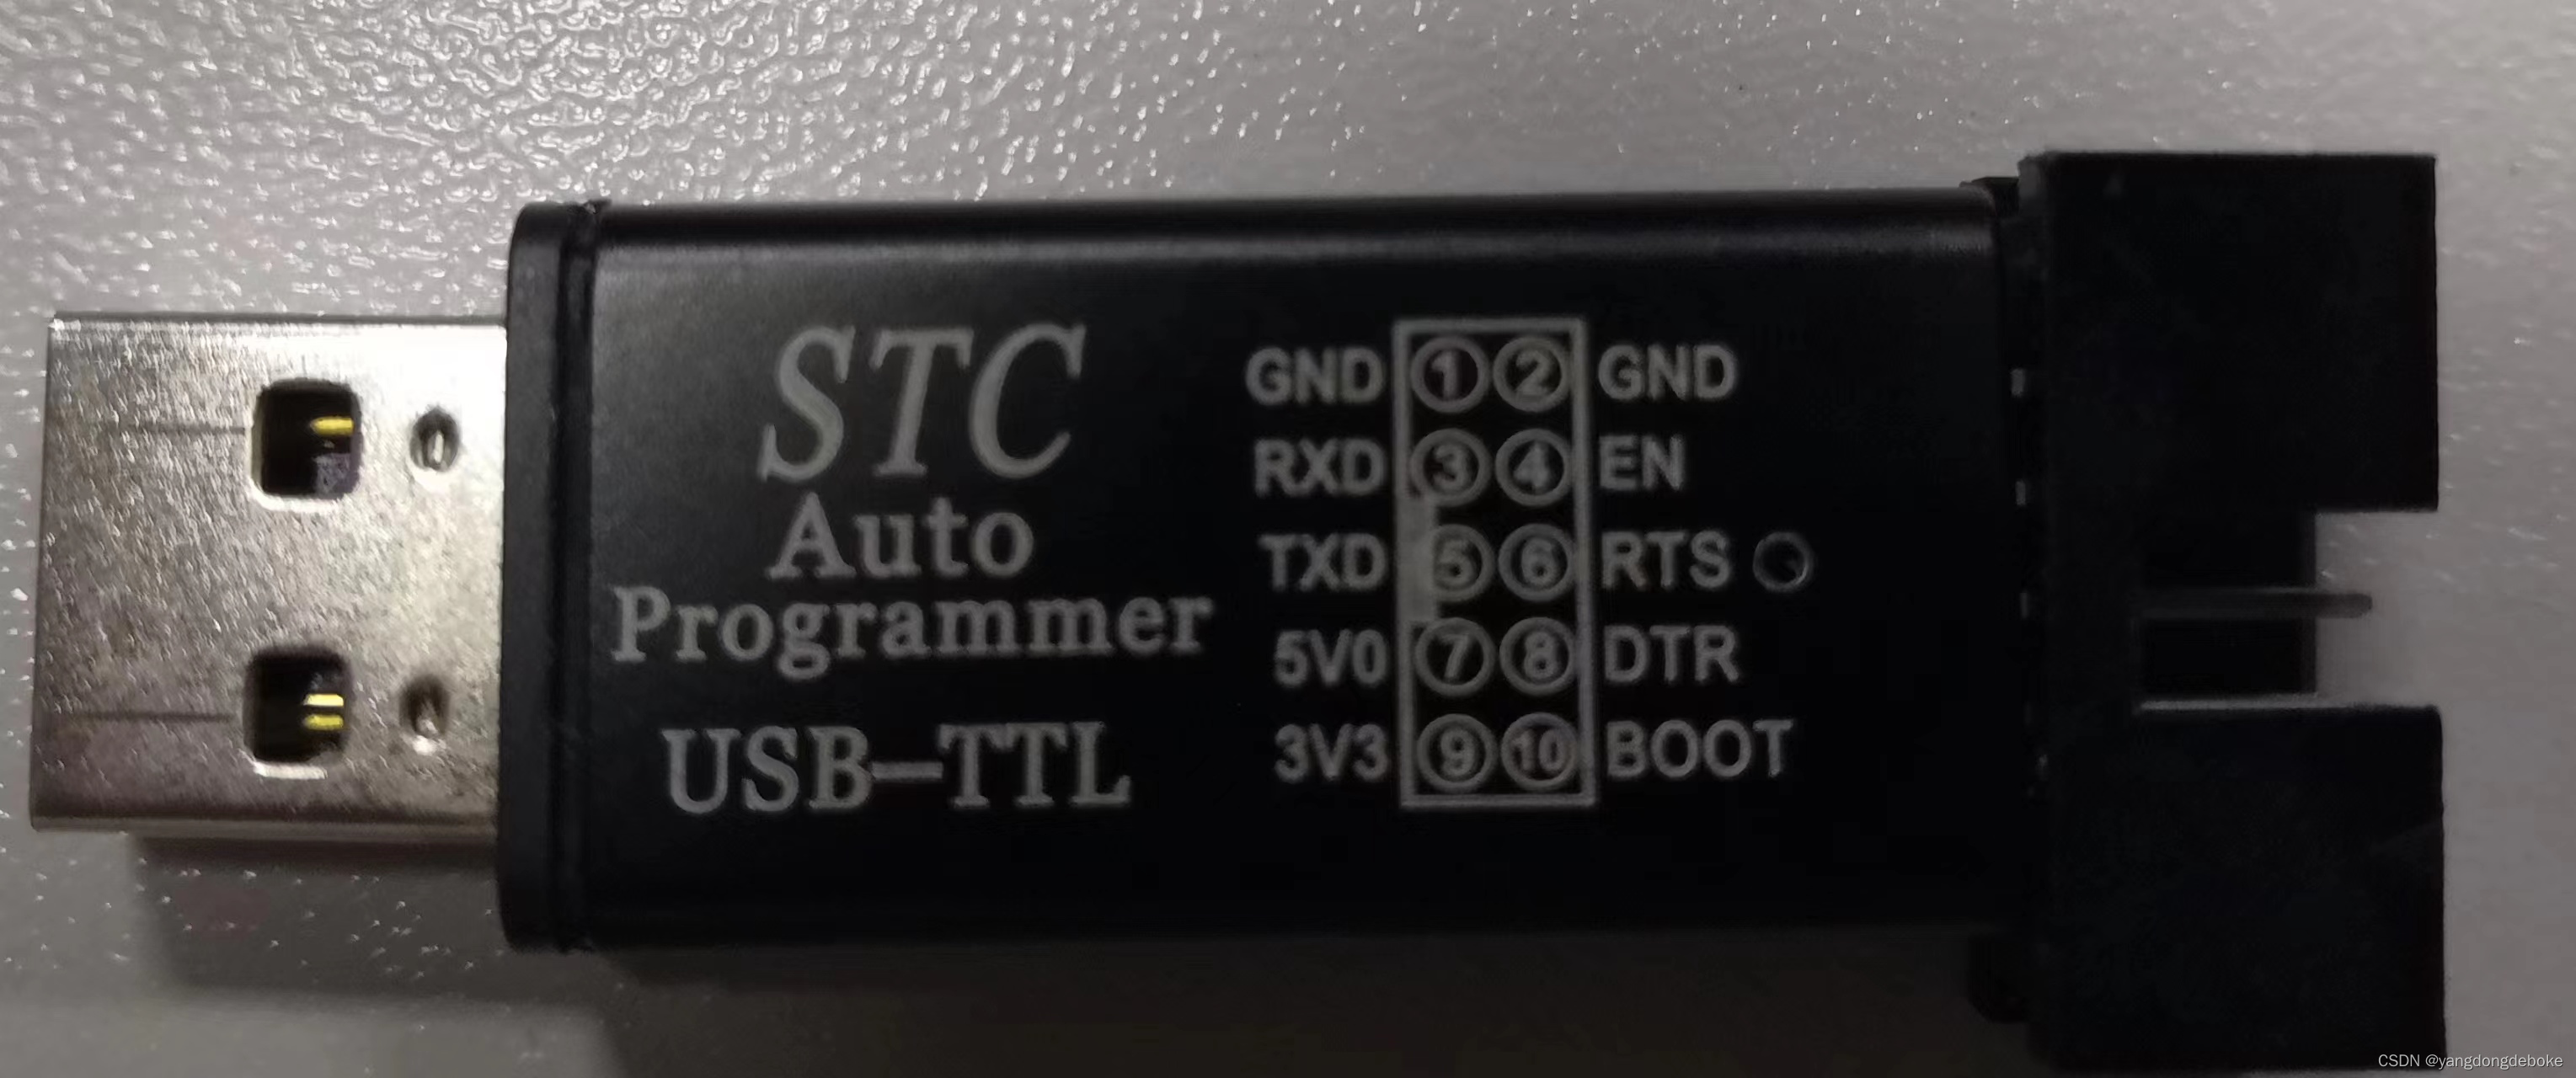 STC
Auto
Programmer
USB-TTL
GND ① ② GND
RXD ③ ④ EN
TXD ⑤ ⑥ RTS
5V0 ⑦ ⑧ DTR
3V3 ⑨ ⑩ BOOT
CSDN @yangdongdeboke